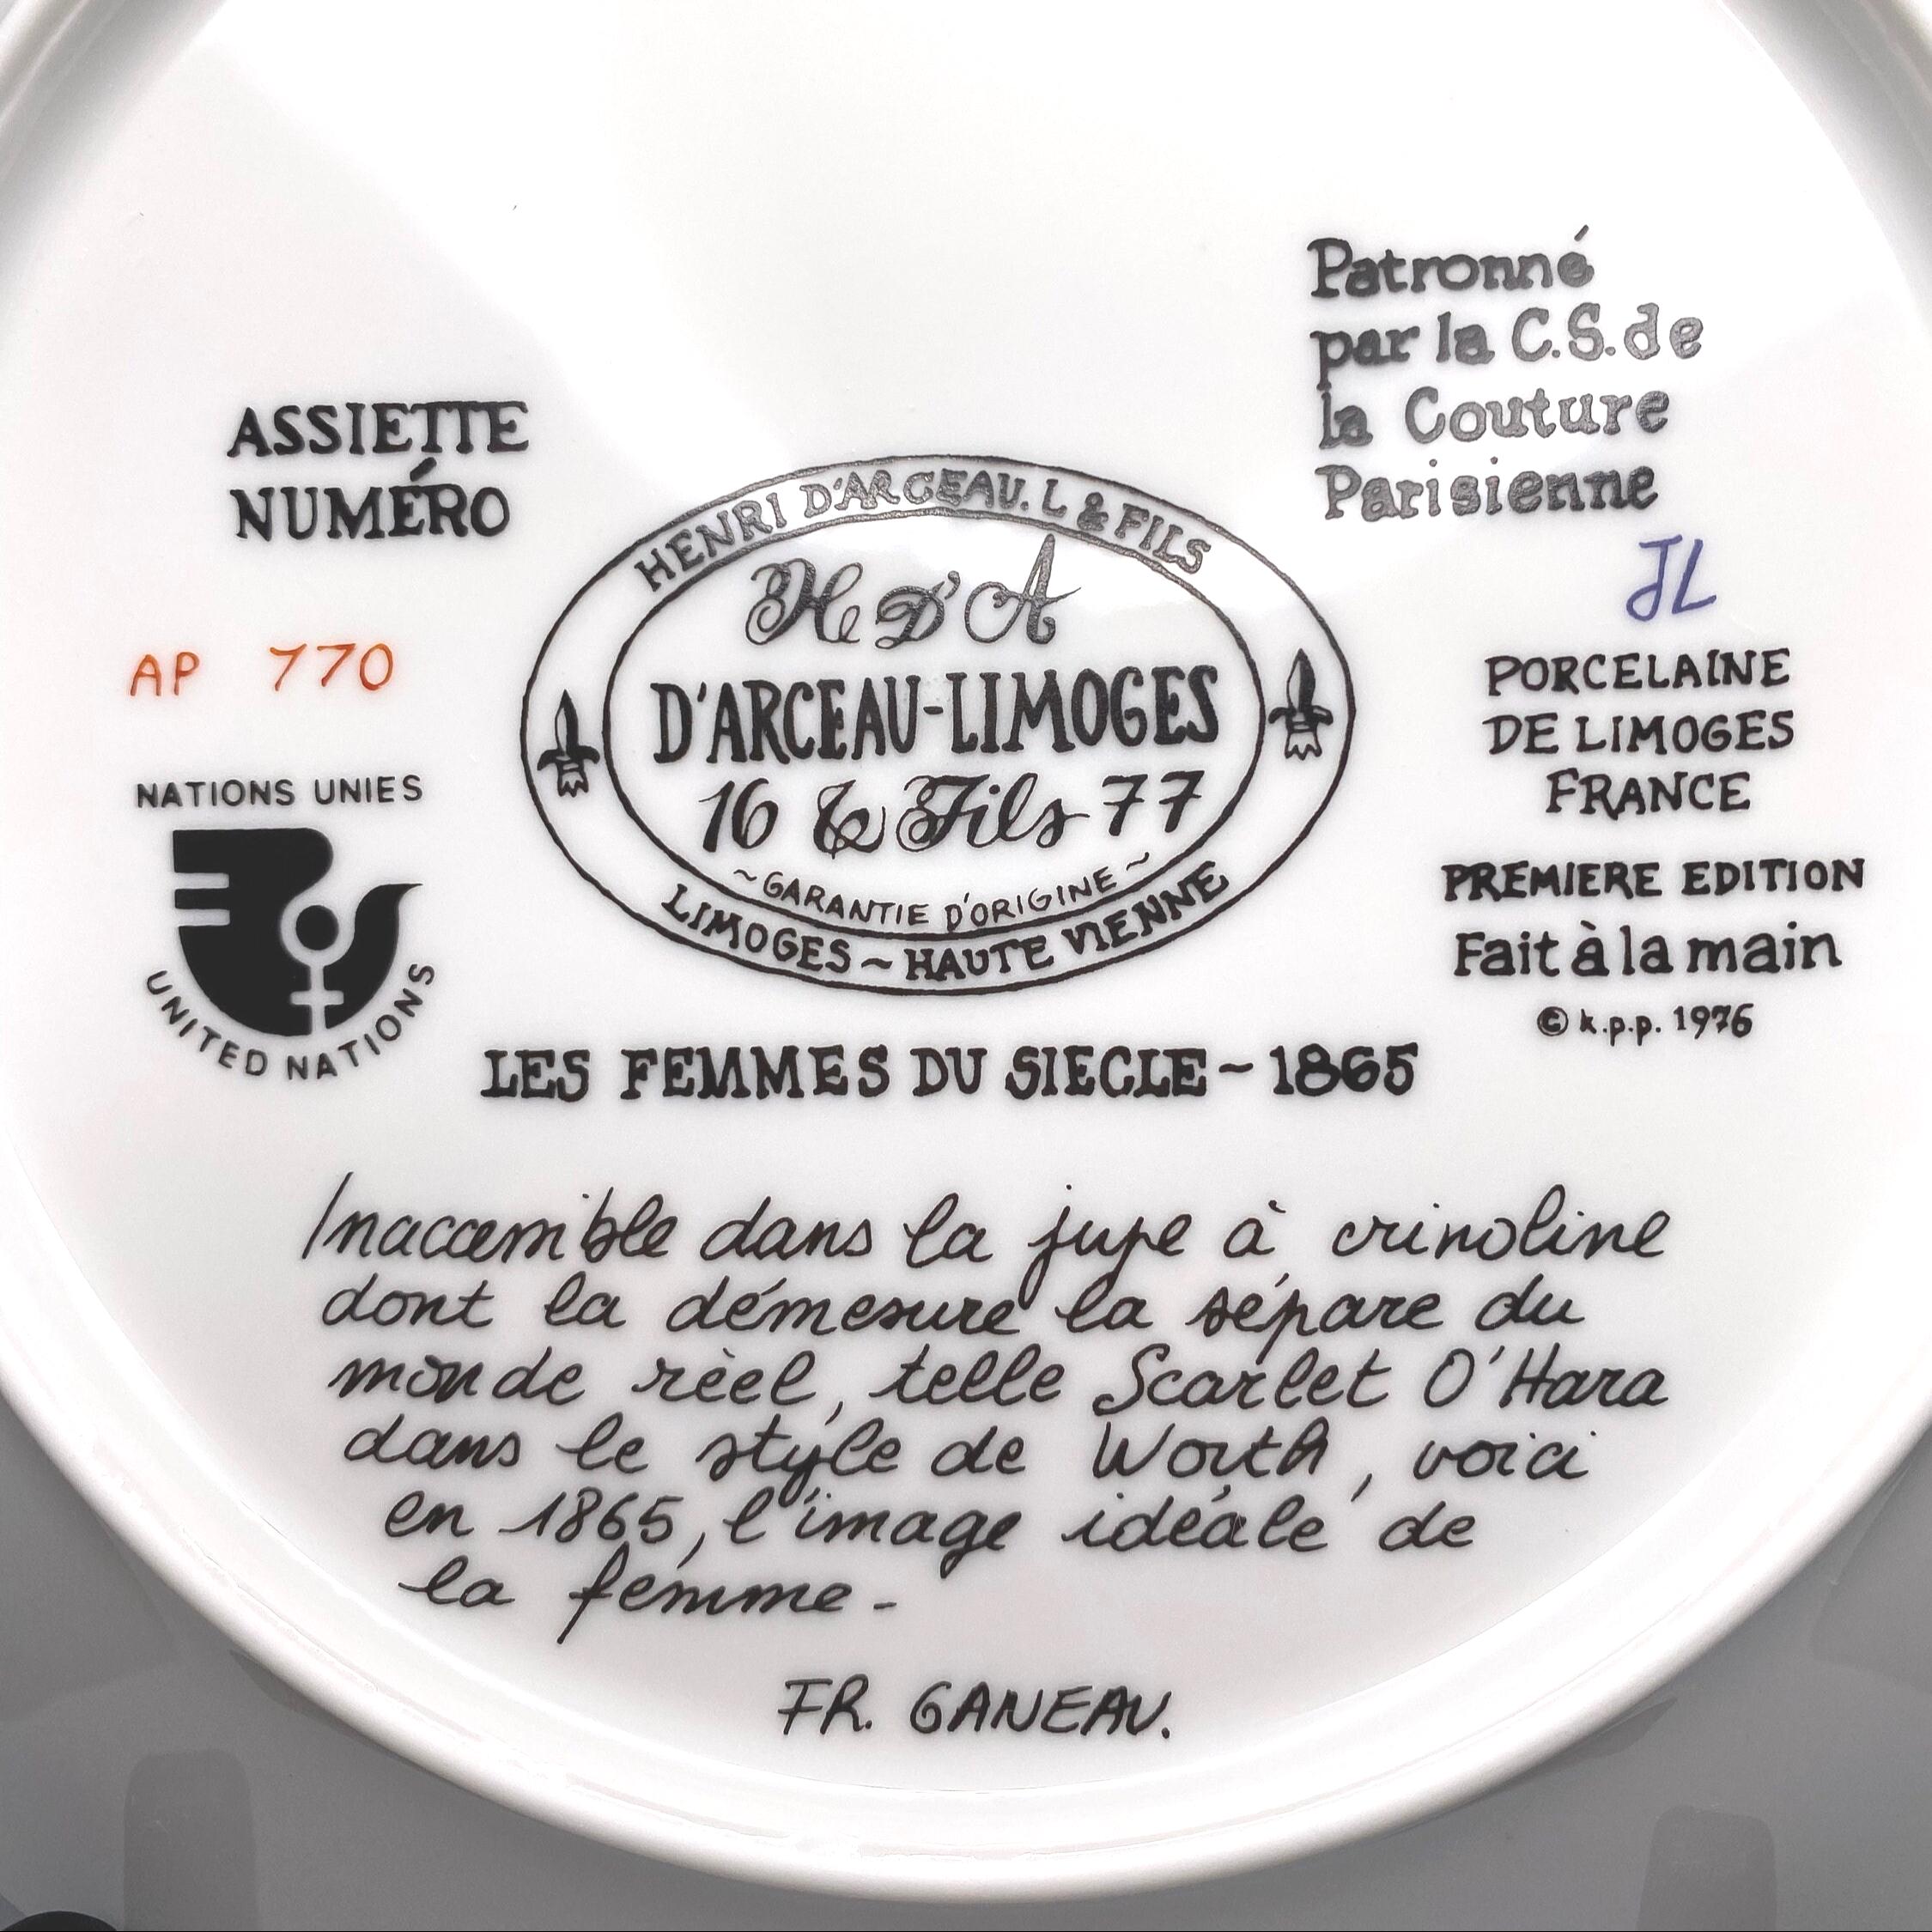 Patronné
par la C.S. de
la Couture
Parisienne
JL
ASSIETTE
NUMÉRO
AP 770
NATIONS UNIES
UNITED NATIONS
HENRI D'ARCEAU. L & FILS
H D'A
D'ARCEAU-LIMOGES
16 & Fils 77
~GARANTIE D'ORIGINE~
LIMOGES ~ HAUTE VIENNE
PORCELAINE
DE LIMOGES
FRANCE
PREMIERE EDITION
Fait à la main
© k.p.p. 1976
LES FEMMES DU SIECLE ~ 1865
Inaccessible dans la jupe à crinoline
dont la démesure la sépare du
monde réel, telle Scarlet O'Hara
dans le style de Worth, voici
en 1865, l'image idéale de
la femme -
FR. GANEAU.